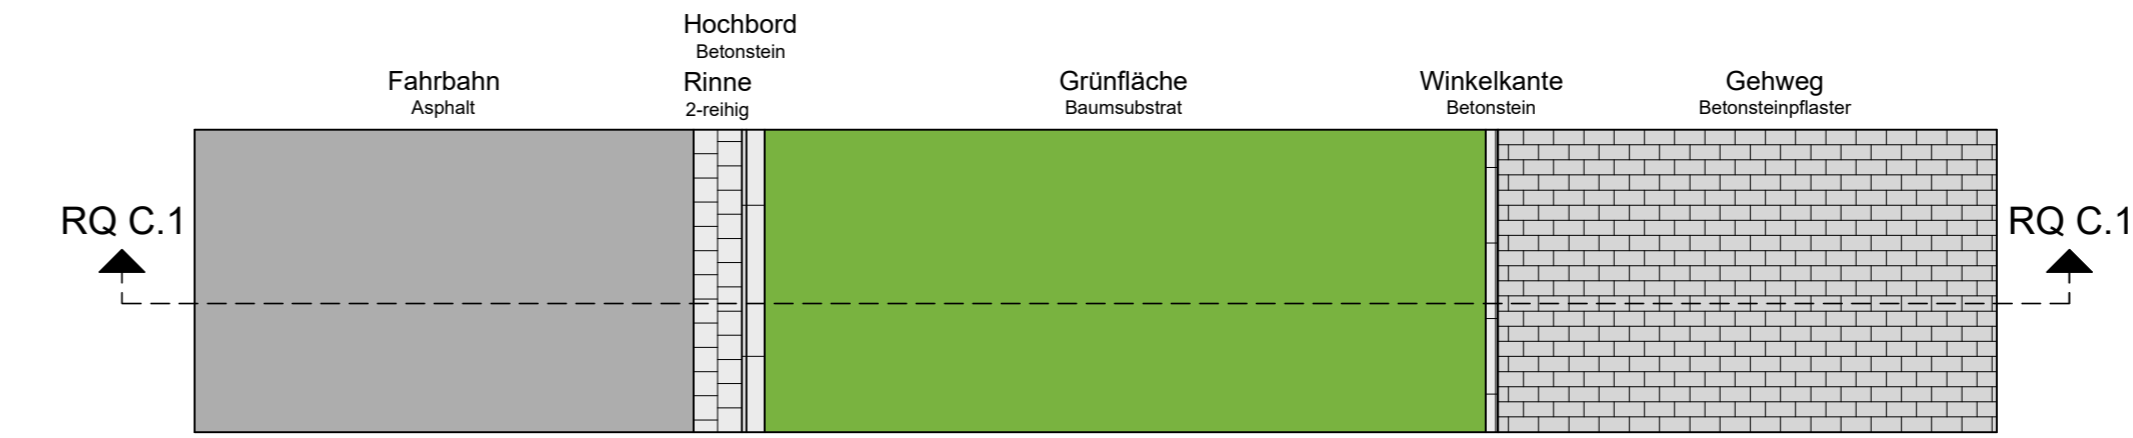 Hochbord
Betonstein
Fahrbahn
Asphalt
Rinne
2-reihig
Grünfläche
Baumsubstrat
Winkelkante
Betonstein
Gehweg
Betonsteinpflaster
RQ C.1
RQ C.1